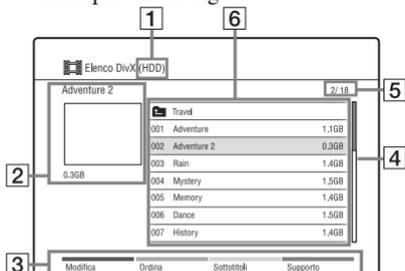 1 6
Elenco DivX (HDD)
Adventure 2 2/ 18 5
Travel
001 Adventure 1.1GB
002 Adventure 2 0.3GB
003 Rain 1.4GB 4
2 0.3GB 004 Mystery 1.5GB
005 Memory 1.4GB
006 Dance 1.5GB
007 History 1.4GB
3 Modifica Ordina Sottotitoli Supporto